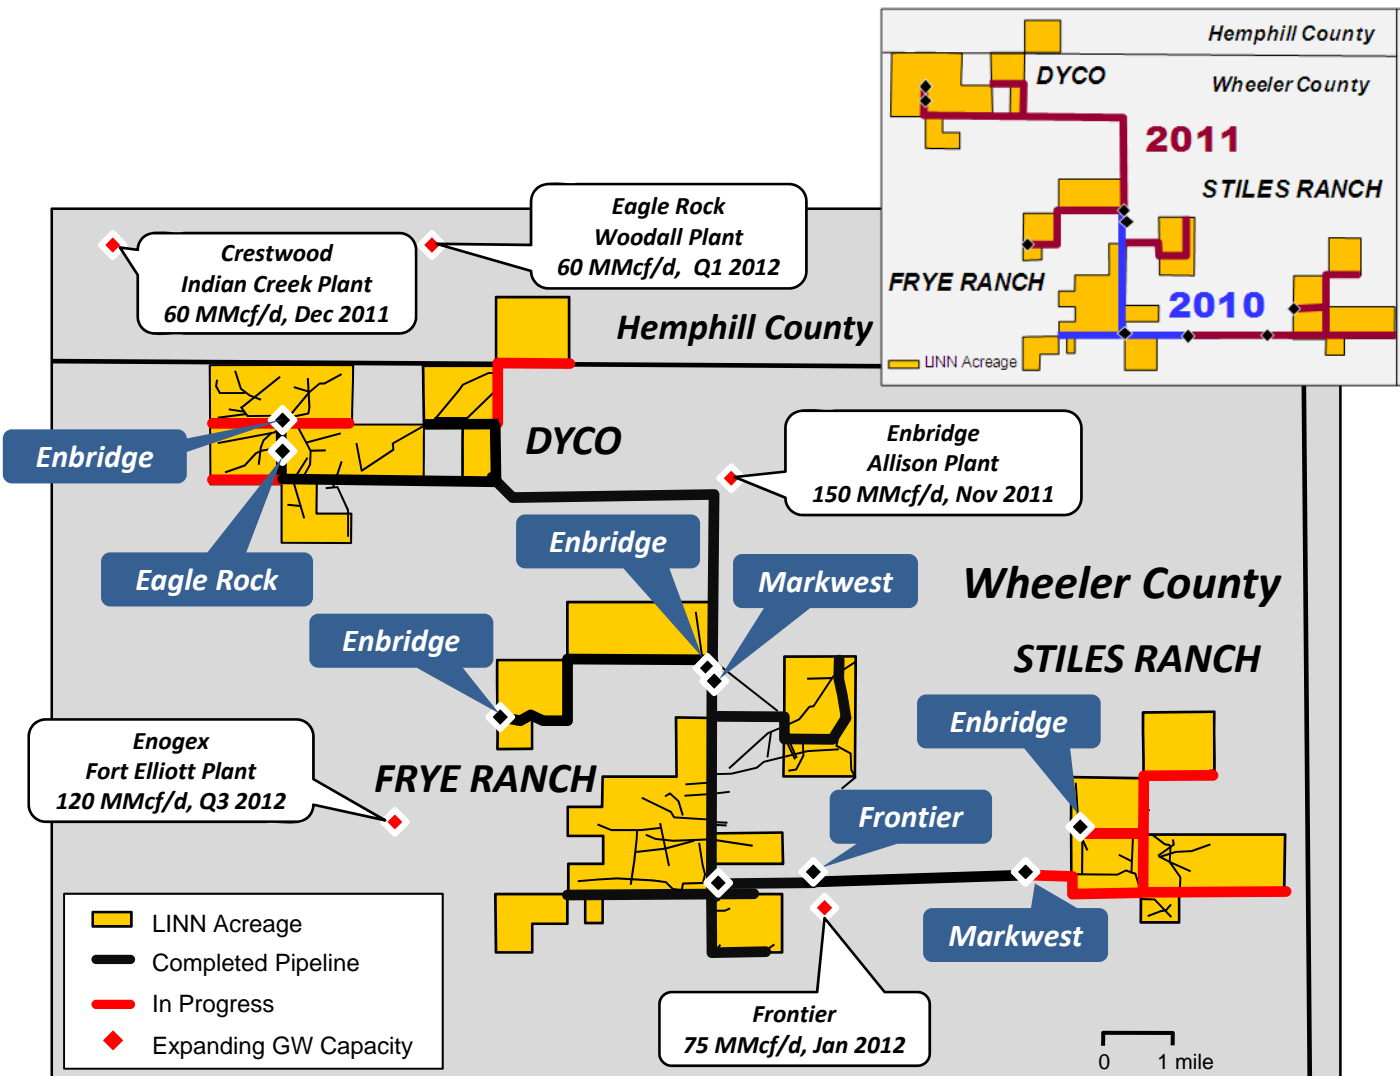 Hemphill County
DYCO
Wheeler County
2011
STILES RANCH
FRYE RANCH
2010
LINN Acreage
Eagle Rock
Woodall Plant
60 MMcf/d, Q1 2012
Crestwood
Indian Creek Plant
60 MMcf/d, Dec 2011
Hemphill County
DYCO
Enbridge
Enbridge
Allison Plant
150 MMcf/d, Nov 2011
Eagle Rock
Enbridge
Markwest
Wheeler County
Enbridge
STILES RANCH
Enbridge
Enogex
Fort Elliott Plant
120 MMcf/d, Q3 2012
FRYE RANCH
Frontier
Markwest
LINN Acreage
Completed Pipeline
In Progress
Expanding GW Capacity
Frontier
75 MMcf/d, Jan 2012
0 1 mile